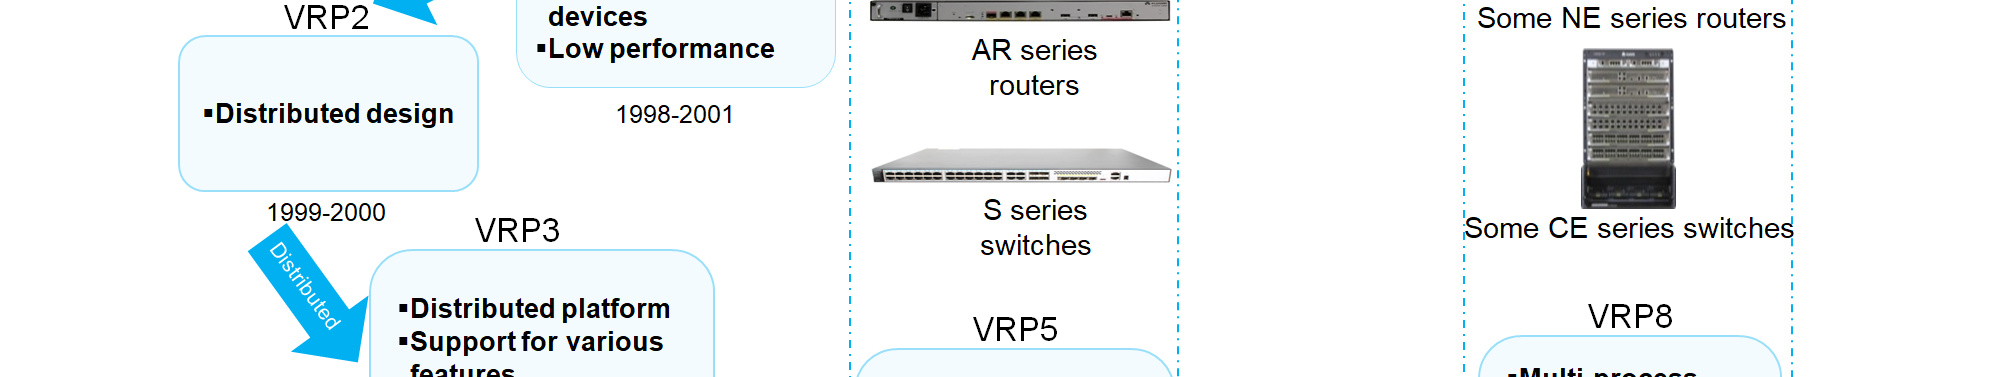 VRP2
▪Distributed design
1999-2000
devices
▪Low performance
1998-2001
Distributed
VRP3
▪Distributed platform
▪Support for various
features
AR series
routers
S series
switches
VRP5
Some NE series routers
Some CE series switches
VRP8
▪Multi-process